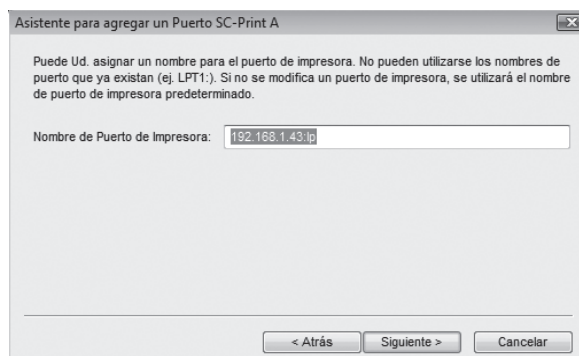 Asistente para agregar un Puerto SC-Print A
Puede Ud. asignar un nombre para el puerto de impresora. No pueden utilizarse los nombres de
puerto que ya existan (ej. LPT1:). Si no se modifica un puerto de impresora, se utilizará el nombre
de puerto de impresora predeterminado.
Nombre de Puerto de Impresora: 192.168.1.43:lp
< Atrás Siguiente > Cancelar